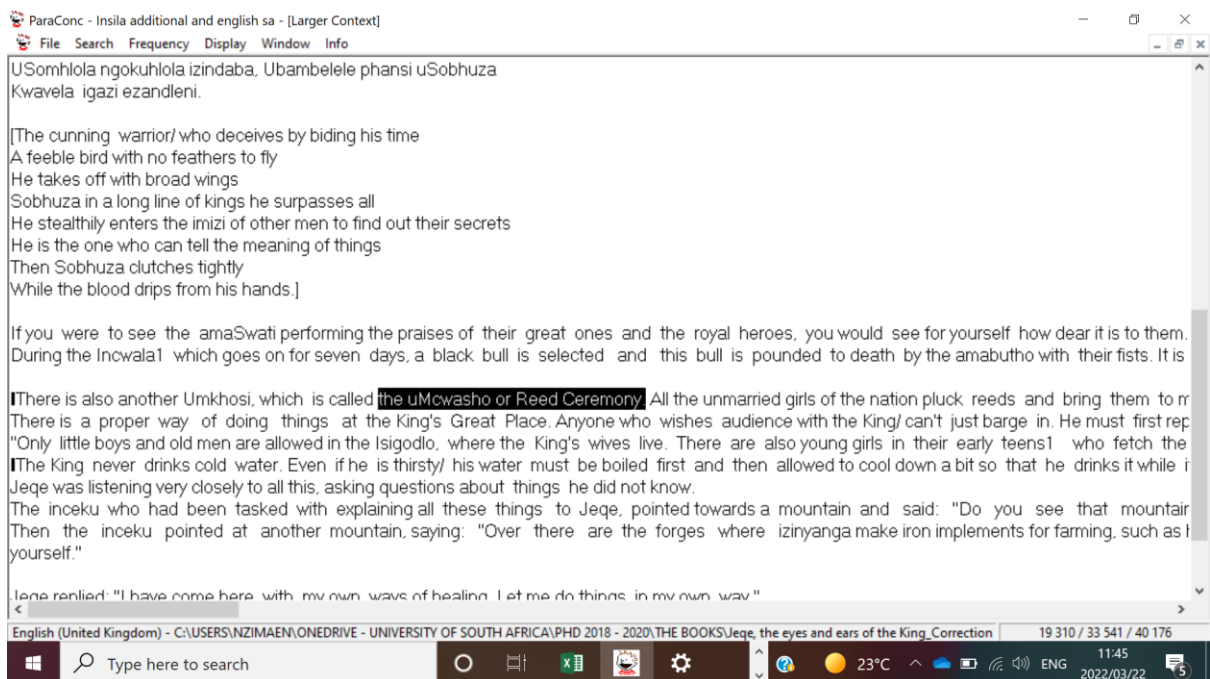 ParaConc - Insila additional and english sa - [Larger Context]
File Search Frequency Display Window Info
USomhlola ngokuhlola izindaba, Ubambelele phansi uSobhuza
Kwavela igazi ezandleni.
[The cunning warrior/ who deceives by biding his time
A feeble bird with no feathers to fly
He takes off with broad wings
Sobhuza in a long line of kings he surpasses all
He stealthily enters the imizi of other men to find out their secrets
He is the one who can tell the meaning of things
Then Sobhuza clutches tightly
While the blood drips from his hands.]
If you were to see the amaSwati performing the praises of their great ones and the royal heroes, you would see for yourself how dear it is to them.
During the Incwala1 which goes on for seven days, a black bull is selected and this bull is pounded to death by the amabutho with their fists. It is
There is also another Umkhosi, which is called the uMcwasho or Reed Ceremony. All the unmarried girls of the nation pluck reeds and bring them to
There is a proper way of doing things at the King's Great Place. Anyone who wishes audience with the King/ can't just barge in. He must first rep
"Only little boys and old men are allowed in the Isigodlo, where the King's wives live. There are also young girls in their early teens1 who fetch the
The King never drinks cold water. Even if he is thirsty/ his water must be boiled first and then allowed to cool down a bit so that he drinks it while
Jeqe was listening very closely to all this, asking questions about things he did not know.
The inceku who had been tasked with explaining all these things to Jeqe, pointed towards a mountain and said: "Do you see that mountain
Then the inceku pointed at another mountain, saying: "Over there are the forges where izinyanga make iron implements for farming, such as
yourself."
Jeqe replied: "I have come here with my own ways of healing. Let me do things in my own way."
English (United Kingdom) - C:\USERS\NZIMAEN\ONEDRIVE - UNIVERSITY OF SOUTH AFRICA\PHD 2018 - 2020\THE BOOKS\Jeqe, the eyes and ears of the King_Correction 19 310 / 33 541 / 40 176
Type here to search 23°C ENG 11:45
2022/03/22 5